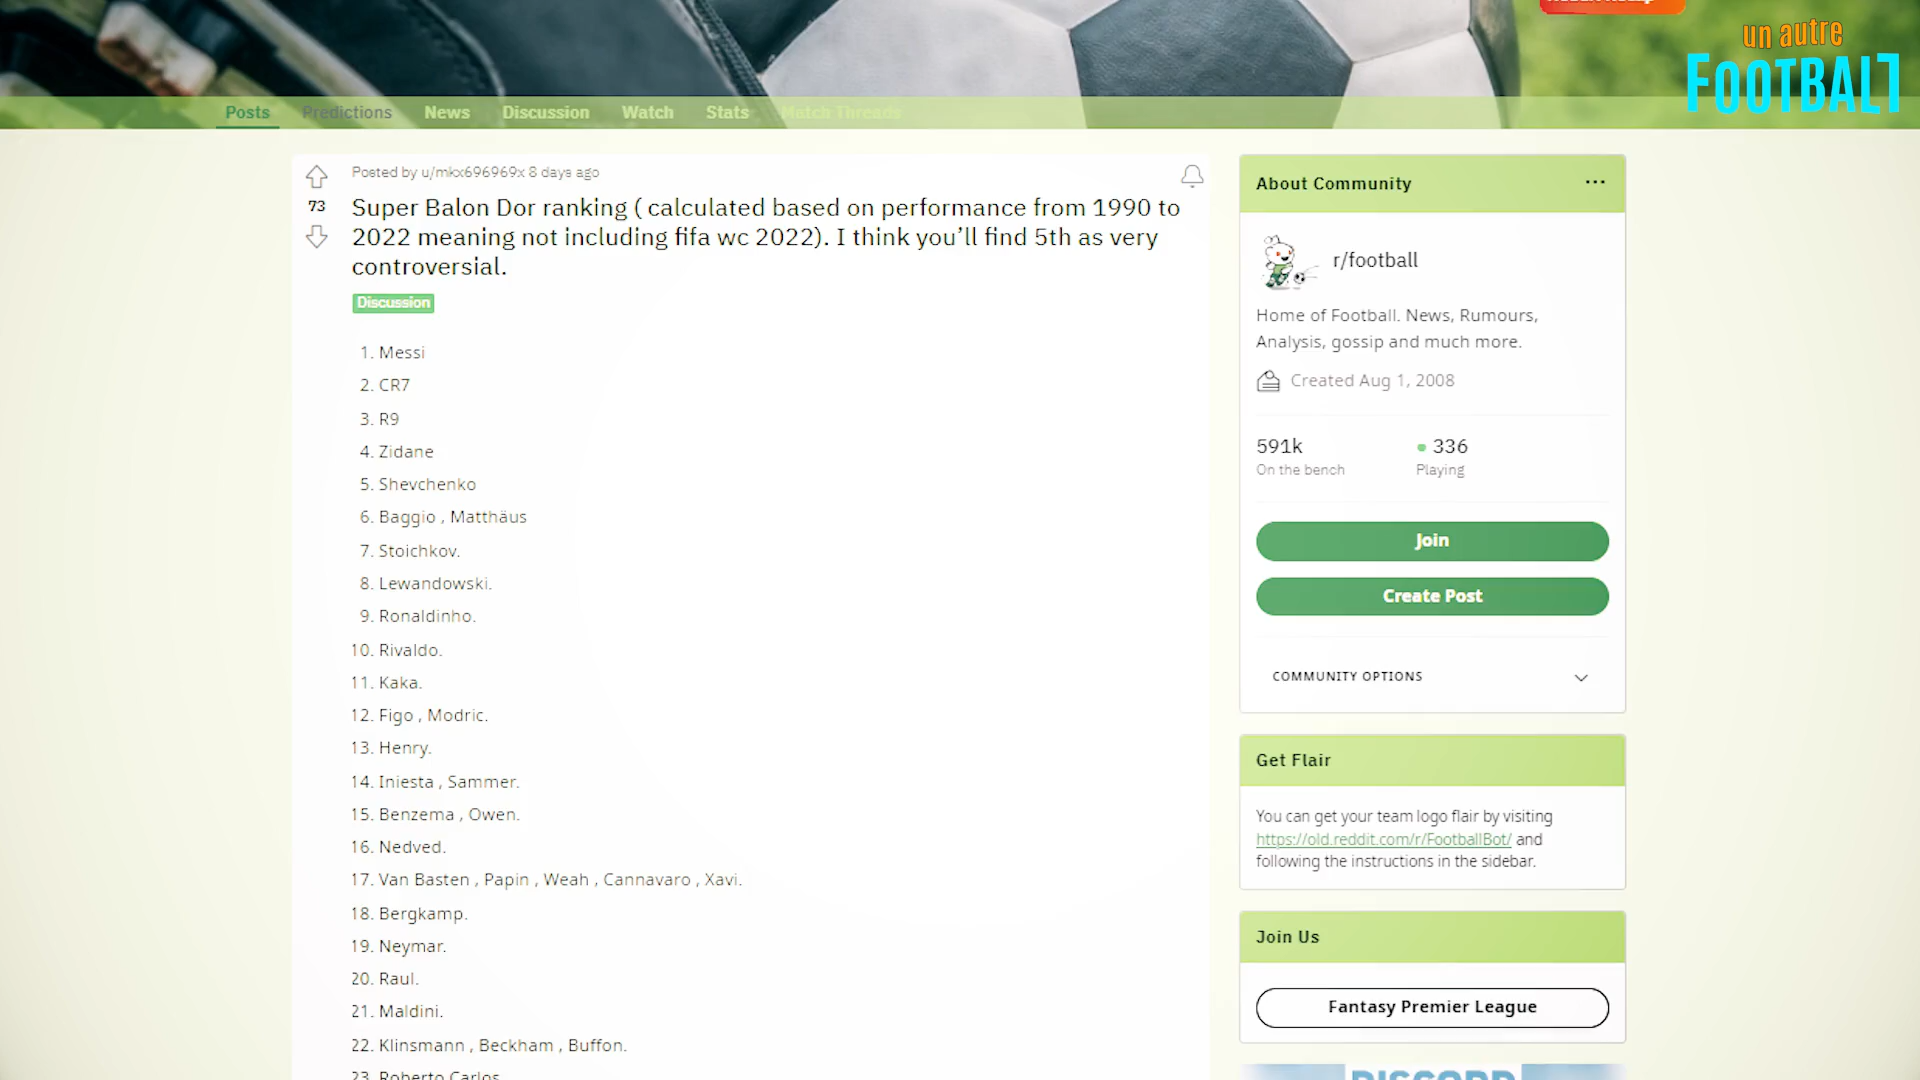 un autre
FOOTBALL
Posts Predictions News Discussion Watch Stats Match Threads
Posted by u/mkx696969x 8 days ago
73
Super Balon Dor ranking ( calculated based on performance from 1990 to
2022 meaning not including fifa wc 2022). I think you’ll find 5th as very
controversial.
Discussion
1. Messi
2. CR7
3. R9
4. Zidane
5. Shevchenko
6. Baggio , Matthäus
7. Stoichkov.
8. Lewandowski.
9. Ronaldinho.
10. Rivaldo.
11. Kaka.
12. Figo , Modric.
13. Henry.
14. Iniesta , Sammer.
15. Benzema , Owen.
16. Nedved.
17. Van Basten , Papin , Weah , Cannavaro , Xavi.
18. Bergkamp.
19. Neymar.
20. Raul.
21. Maldini.
22. Klinsmann , Beckham , Buffon.
23. Roberto Carlos
About Community
r/football
Home of Football. News, Rumours,
Analysis, gossip and much more.
Created Aug 1, 2008
591k 336
On the bench Playing
Join
Create Post
COMMUNITY OPTIONS
Get Flair
You can get your team logo flair by visiting
https://old.reddit.com/r/FootballBot/ and
following the instructions in the sidebar.
Join Us
Fantasy Premier League
DISCORD